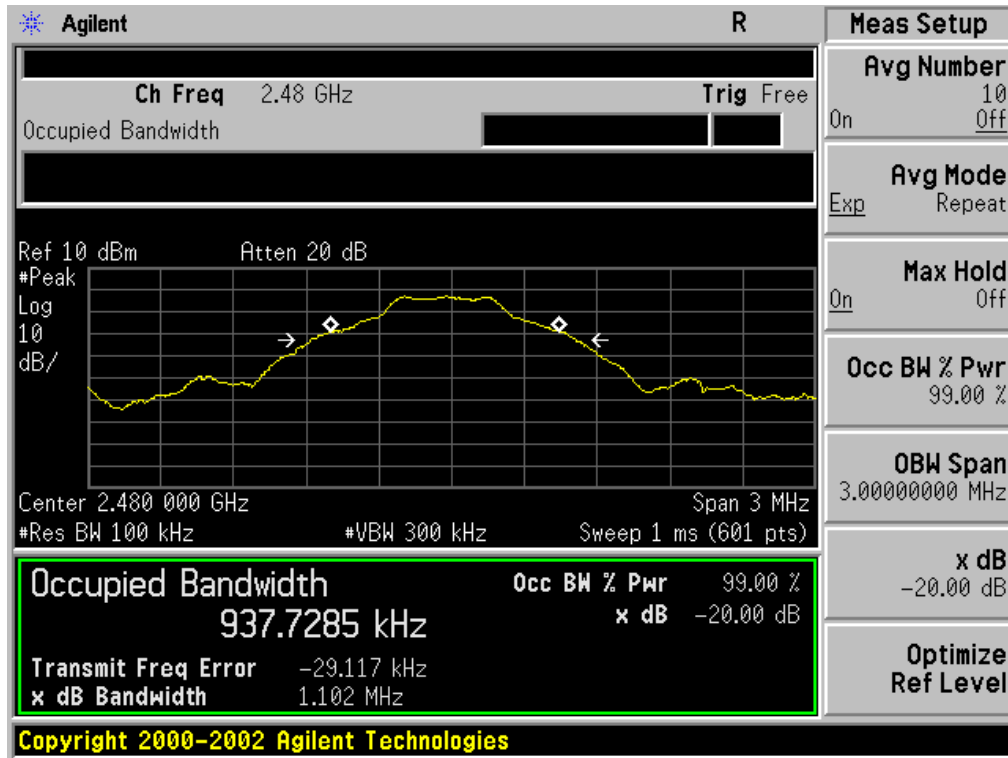 Agilent R
Ch Freq 2.48 GHz Trig Free
Occupied Bandwidth
Ref 10 dBm Atten 20 dB
#Peak
Log
10
dB/
Center 2.480 000 GHz Span 3 MHz
#Res BW 100 kHz #VBW 300 kHz Sweep 1 ms (601 pts)
Occupied Bandwidth Occ BW % Pwr 99.00 %
937.7285 kHz x dB -20.00 dB
Transmit Freq Error -29.117 kHz
x dB Bandwidth 1.102 MHz
Copyright 2000-2002 Agilent Technologies
Meas Setup
Avg Number
10
On Off
Avg Mode
Exp Repeat
Max Hold
On Off
Occ BW % Pwr
99.00 %
OBW Span
3.00000000 MHz
x dB
-20.00 dB
Optimize
Ref Level